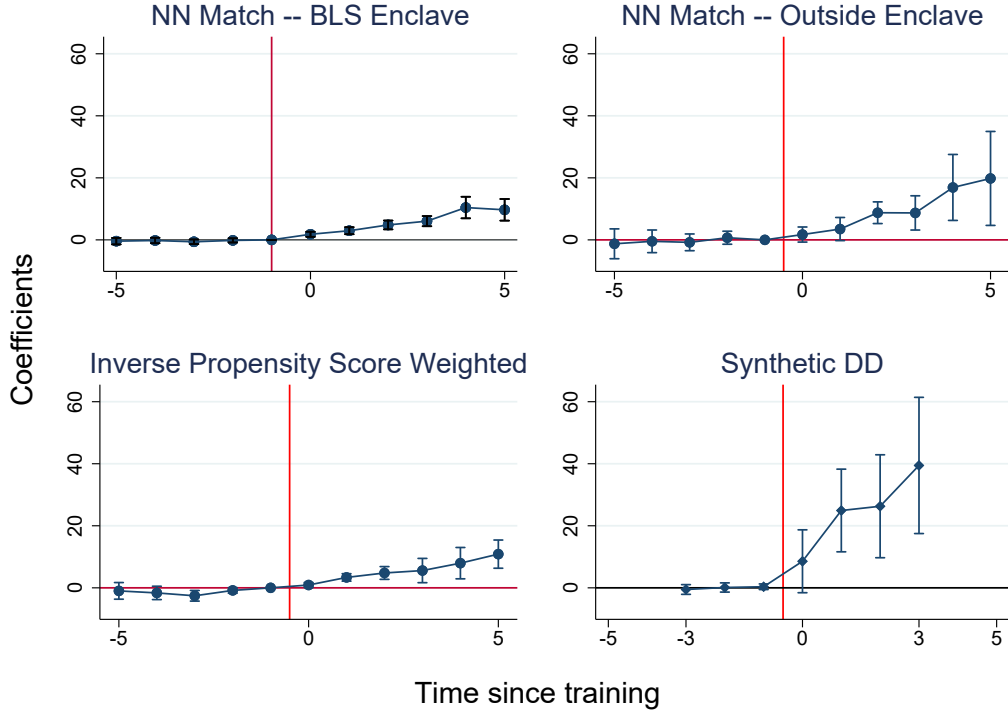 NN Match -- BLS Enclave
60
40
20
0
-5 0 5
NN Match -- Outside Enclave
60
40
20
0
-5 0 5
Coefficients
Inverse Propensity Score Weighted
60
40
20
0
-5 0 5
Synthetic DD
60
40
20
0
-5 -3 0 3 5
Time since training